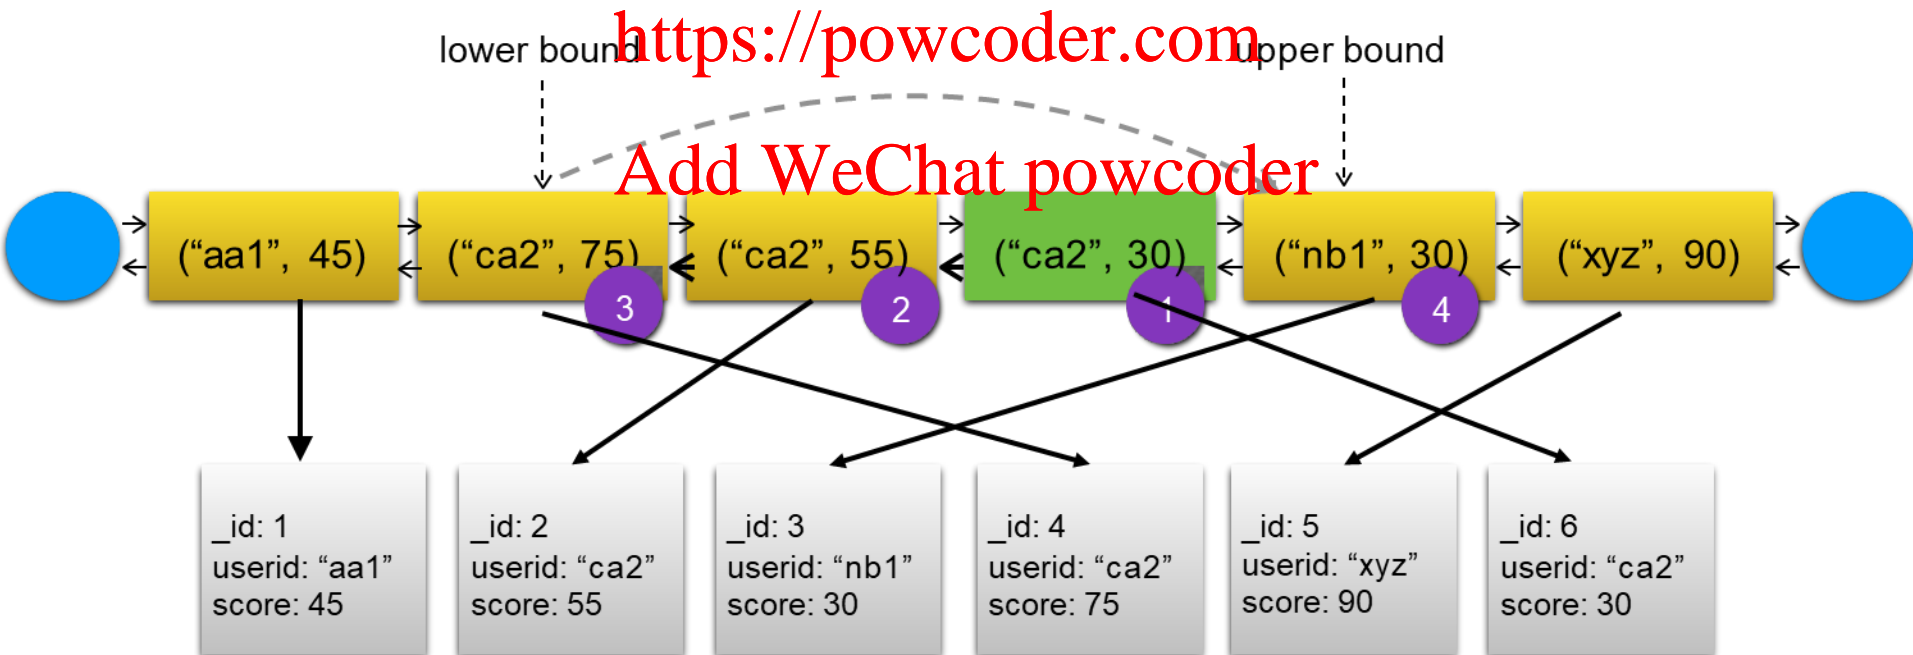 https://powcoder.com
lower bound
upper bound
Add WeChat powcoder
(“aa1”, 45)
(“ca2”, 75)
(“ca2”, 55)
(“ca2”, 30)
(“nb1”, 30)
(“xyz”, 90)
3
2
1
4
_id: 1
userid: “aa1”
score: 45
_id: 2
userid: “ca2”
score: 55
_id: 3
userid: “nb1”
score: 30
_id: 4
userid: “ca2”
score: 75
_id: 5
userid: “xyz”
score: 90
_id: 6
userid: “ca2”
score: 30